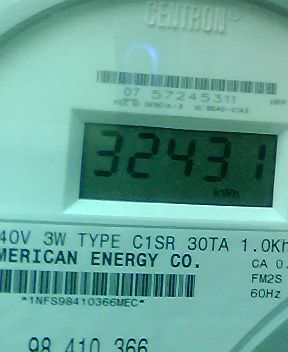 CENTRON®
07 57245311 HPP
32431
kWh
40V 3W TYPE C1SR 30TA 1.0Kh
MERICAN ENERGY CO. CA 0.
FM2S
*1NFS98410366MEC* 60Hz
98 410 366